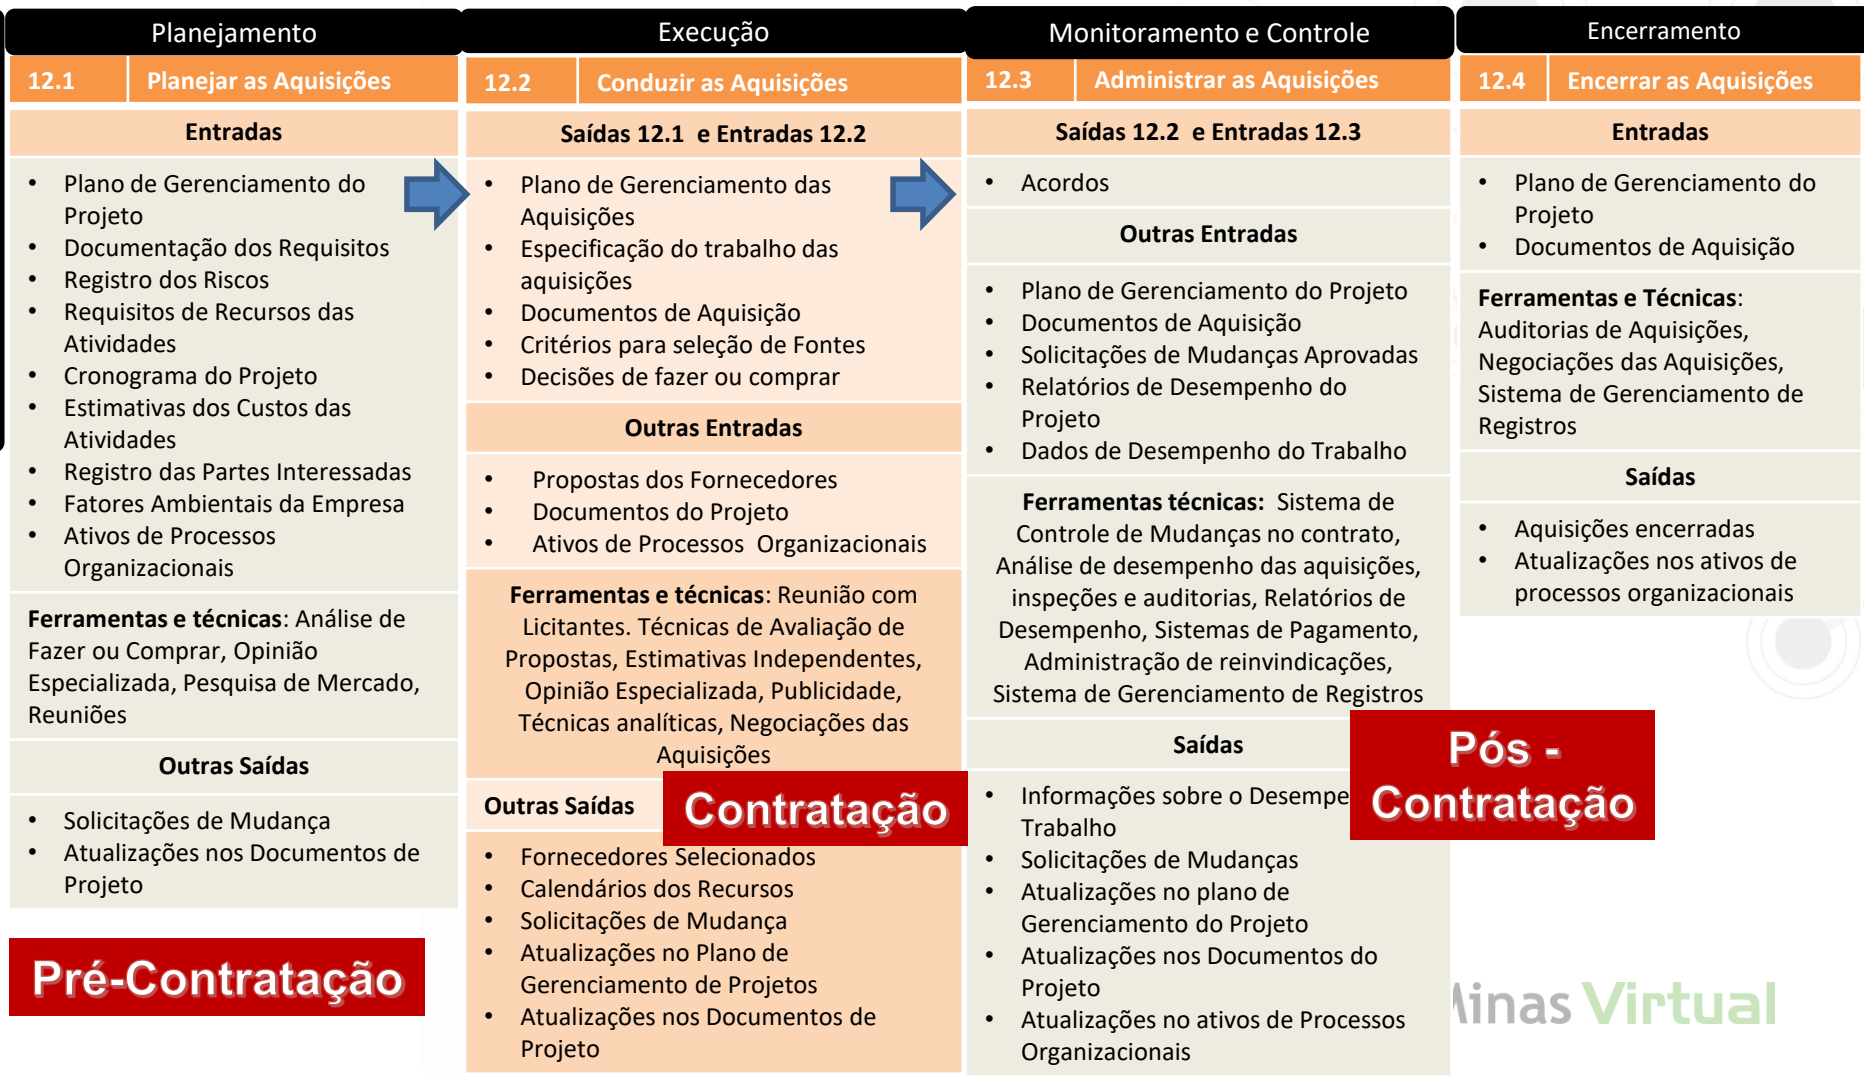 Planejamento
12.1 Planejar as Aquisições
Entradas
• Plano de Gerenciamento do
Projeto
• Documentação dos Requisitos
• Registro dos Riscos
• Requisitos de Recursos das
Atividades
• Cronograma do Projeto
• Estimativas dos Custos das
Atividades
• Registro das Partes Interessadas
• Fatores Ambientais da Empresa
• Ativos de Processos
Organizacionais
Ferramentas e técnicas: Análise de
Fazer ou Comprar, Opinião
Especializada, Pesquisa de Mercado,
Reuniões
Outras Saídas
• Solicitações de Mudança
• Atualizações nos Documentos de
Projeto
Pré-Contratação
Execução
12.2 Conduzir as Aquisições
Saídas 12.1 e Entradas 12.2
• Plano de Gerenciamento das
Aquisições
• Especificação do trabalho das
aquisições
• Documentos de Aquisição
• Critérios para seleção de Fontes
• Decisões de fazer ou comprar
Outras Entradas
• Propostas dos Fornecedores
• Documentos do Projeto
• Ativos de Processos Organizacionais
Ferramentas e técnicas: Reunião com
Licitantes. Técnicas de Avaliação de
Propostas, Estimativas Independentes,
Opinião Especializada, Publicidade,
Técnicas analíticas, Negociações das
Aquisições
Outras Saídas
Contratação
• Fornecedores Selecionados
• Calendários dos Recursos
• Solicitações de Mudança
• Atualizações no Plano de
Gerenciamento de Projetos
• Atualizações nos Documentos de
Projeto
Monitoramento e Controle
12.3 Administrar as Aquisições
Saídas 12.2 e Entradas 12.3
• Acordos
Outras Entradas
• Plano de Gerenciamento do Projeto
• Documentos de Aquisição
• Solicitações de Mudanças Aprovadas
• Relatórios de Desempenho do
Projeto
• Dados de Desempenho do Trabalho
Ferramentas técnicas: Sistema de
Controle de Mudanças no contrato,
Análise de desempenho das aquisições,
inspeções e auditorias, Relatórios de
Desempenho, Sistemas de Pagamento,
Administração de reinvindicações,
Sistema de Gerenciamento de Registros
Saídas
• Informações sobre o Desempe
Trabalho
• Solicitações de Mudanças
• Atualizações no plano de
Gerenciamento do Projeto
• Atualizações nos Documentos do
Projeto
• Atualizações no ativos de Processos
Organizacionais
Encerramento
12.4 Encerrar as Aquisições
Entradas
• Plano de Gerenciamento do
Projeto
• Documentos de Aquisição
Ferramentas e Técnicas:
Auditorias de Aquisições,
Negociações das Aquisições,
Sistema de Gerenciamento de
Registros
Saídas
• Aquisições encerradas
• Atualizações nos ativos de
processos organizacionais
Pós -
Contratação
Minas Virtual